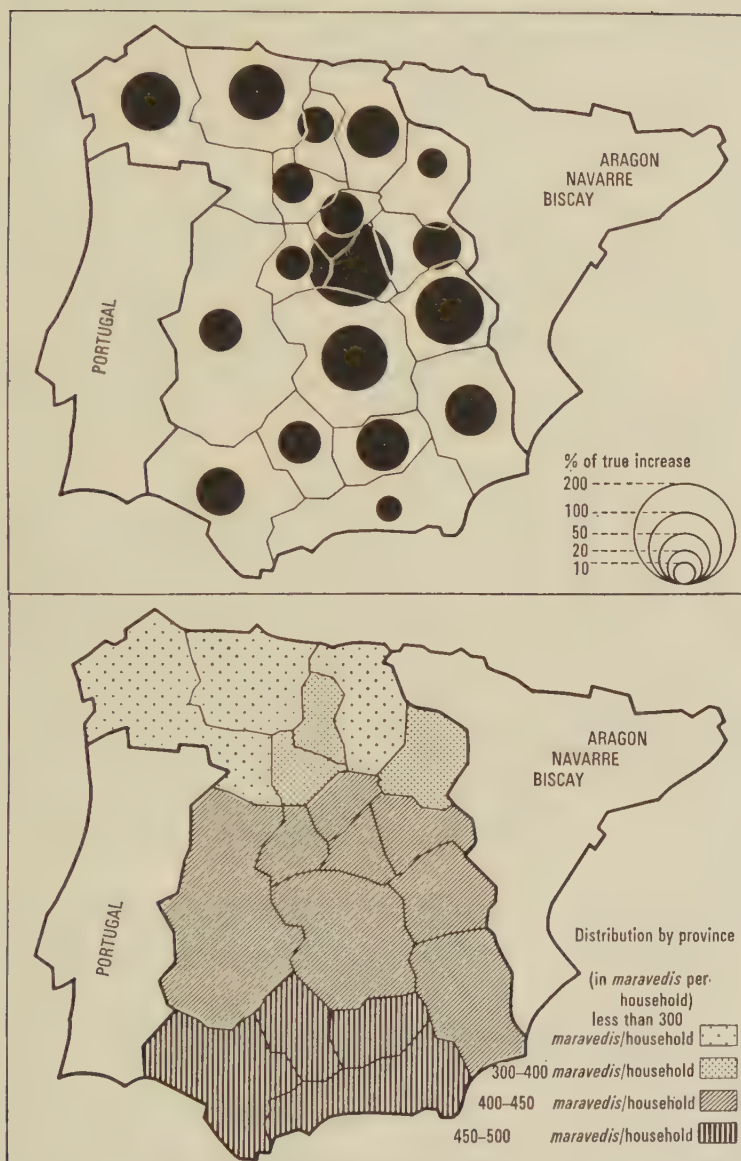 ARAGON
NAVARRE
BISCAY
PORTUGAL
% of true increase
200
100
50
20
10
ARAGON
NAVARRE
BISCAY
PORTUGAL
Distribution by province
(in maravedis per-
household)
less than 300
maravedis/household
300–400 maravedis/household
400–450 maravedis/household
450–500 maravedis/household